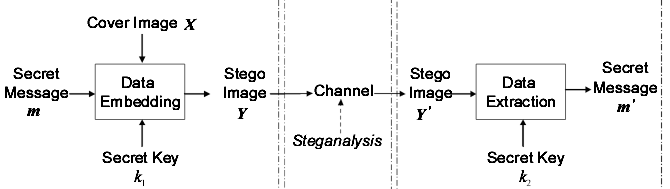 Cover Image X
Secret
Message
m
Data
Embedding
Secret Key
k1
Stego
Image
Y
Channel
Steganalysis
Stego
Image
Y'
Data
Extraction
Secret Key
k2
Secret
Message
m'